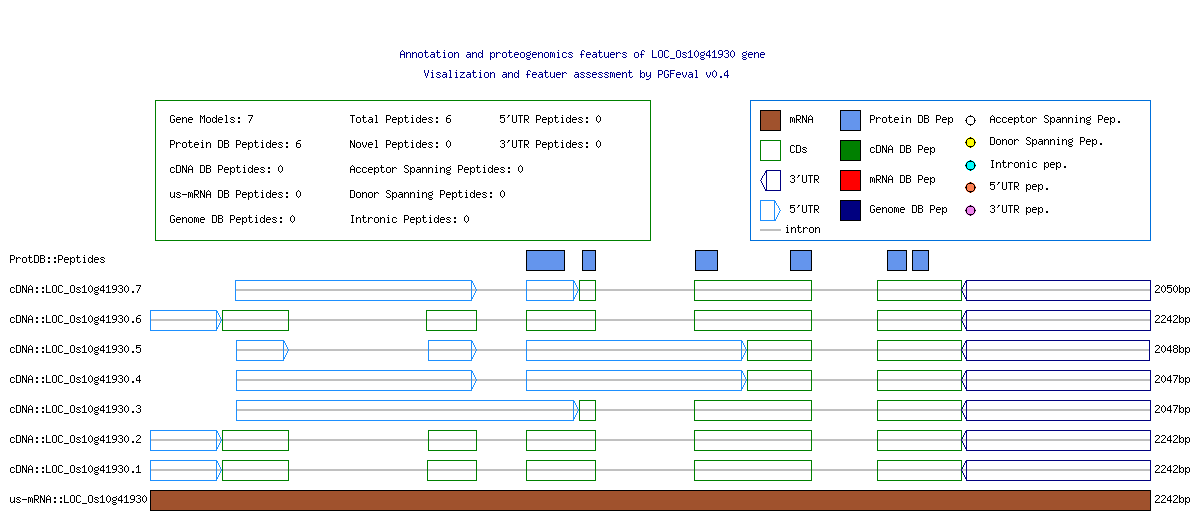 Annotation and proteogenomics featuers of LOC_Os10g41930 gene
Visalization and featuer assessment by PGFeval v0.4
Gene Models: 7
Total Peptides: 6
5'UTR Peptides: 0
Protein DB Peptides: 6
Novel Peptides: 0
3'UTR Peptides: 0
cDNA DB Peptides: 0
Acceptor Spanning Peptides: 0
us-mRNA DB Peptides: 0
Donor Spanning Peptides: 0
Genome DB Peptides: 0
Intronic Peptides: 0
mRNA
Protein DB Pep
Acceptor Spanning Pep.
CDs
cDNA DB Pep
Donor Spanning Pep.
3'UTR
mRNA DB Pep
Intronic pep.
5'UTR
Genome DB Pep
5'UTR pep.
3'UTR pep.
intron
ProtDB::Peptides
cDNA::LOC_Os10g41930.7 2050bp
cDNA::LOC_Os10g41930.6 2242bp
cDNA::LOC_Os10g41930.5 2048bp
cDNA::LOC_Os10g41930.4 2047bp
cDNA::LOC_Os10g41930.3 2047bp
cDNA::LOC_Os10g41930.2 2242bp
cDNA::LOC_Os10g41930.1 2242bp
us-mRNA::LOC_Os10g41930 2242bp